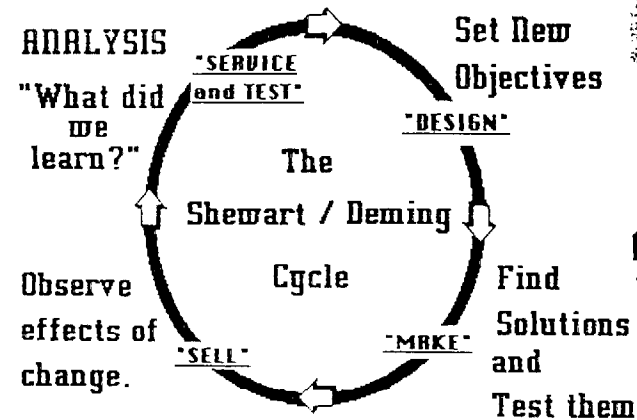 ANALYSIS
"What did
we
learn?"
"SERVICE
and TEST"
Set New
Objectives
"DESIGN"
The
Shewart / Deming
Cycle
Find
Solutions
and
Test them
"MAKE"
"SELL"
Observe
effects of
change.